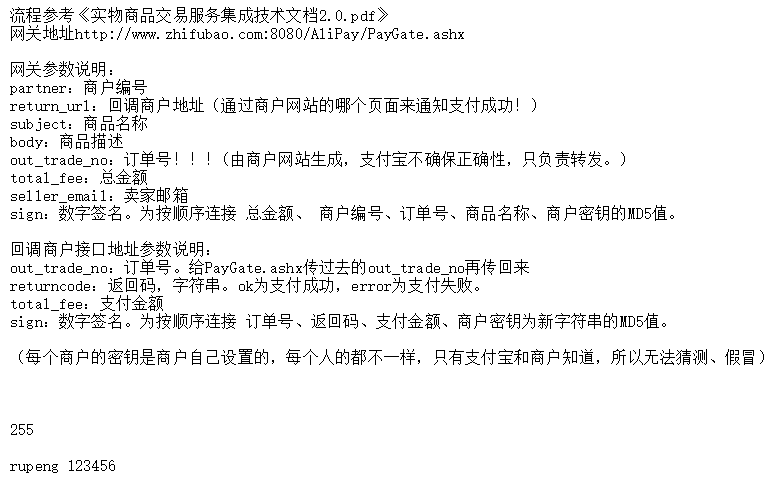 流程参考《实物商品交易服务集成技术文档2.0.pdf》
网关地址http://www.zhifubao.com:8080/AliPay/PayGate.ashx
网关参数说明：
partner：商户编号
return_url：回调商户地址（通过商户网站的哪个页面来通知支付成功！）
subject：商品名称
body：商品描述
out_trade_no：订单号！！！（由商户网站生成，支付宝不确保正确性，只负责转发。）
total_fee：总金额
seller_email：卖家邮箱
sign：数字签名。为按顺序连接 总金额、 商户编号、订单号、商品名称、商户密钥的MD5值。
回调商户接口地址参数说明：
out_trade_no：订单号。给PayGate.ashx传过去的out_trade_no再传回来
returncode：返回码，字符串。ok为支付成功，error为支付失败。
total_fee：支付金额
sign：数字签名。为按顺序连接 订单号、返回码、支付金额、商户密钥为新字符串的MD5值。
（每个商户的密钥是商户自己设置的，每个人的都不一样，只有支付宝和商户知道，所以无法猜测、假冒）
255
rupeng 123456